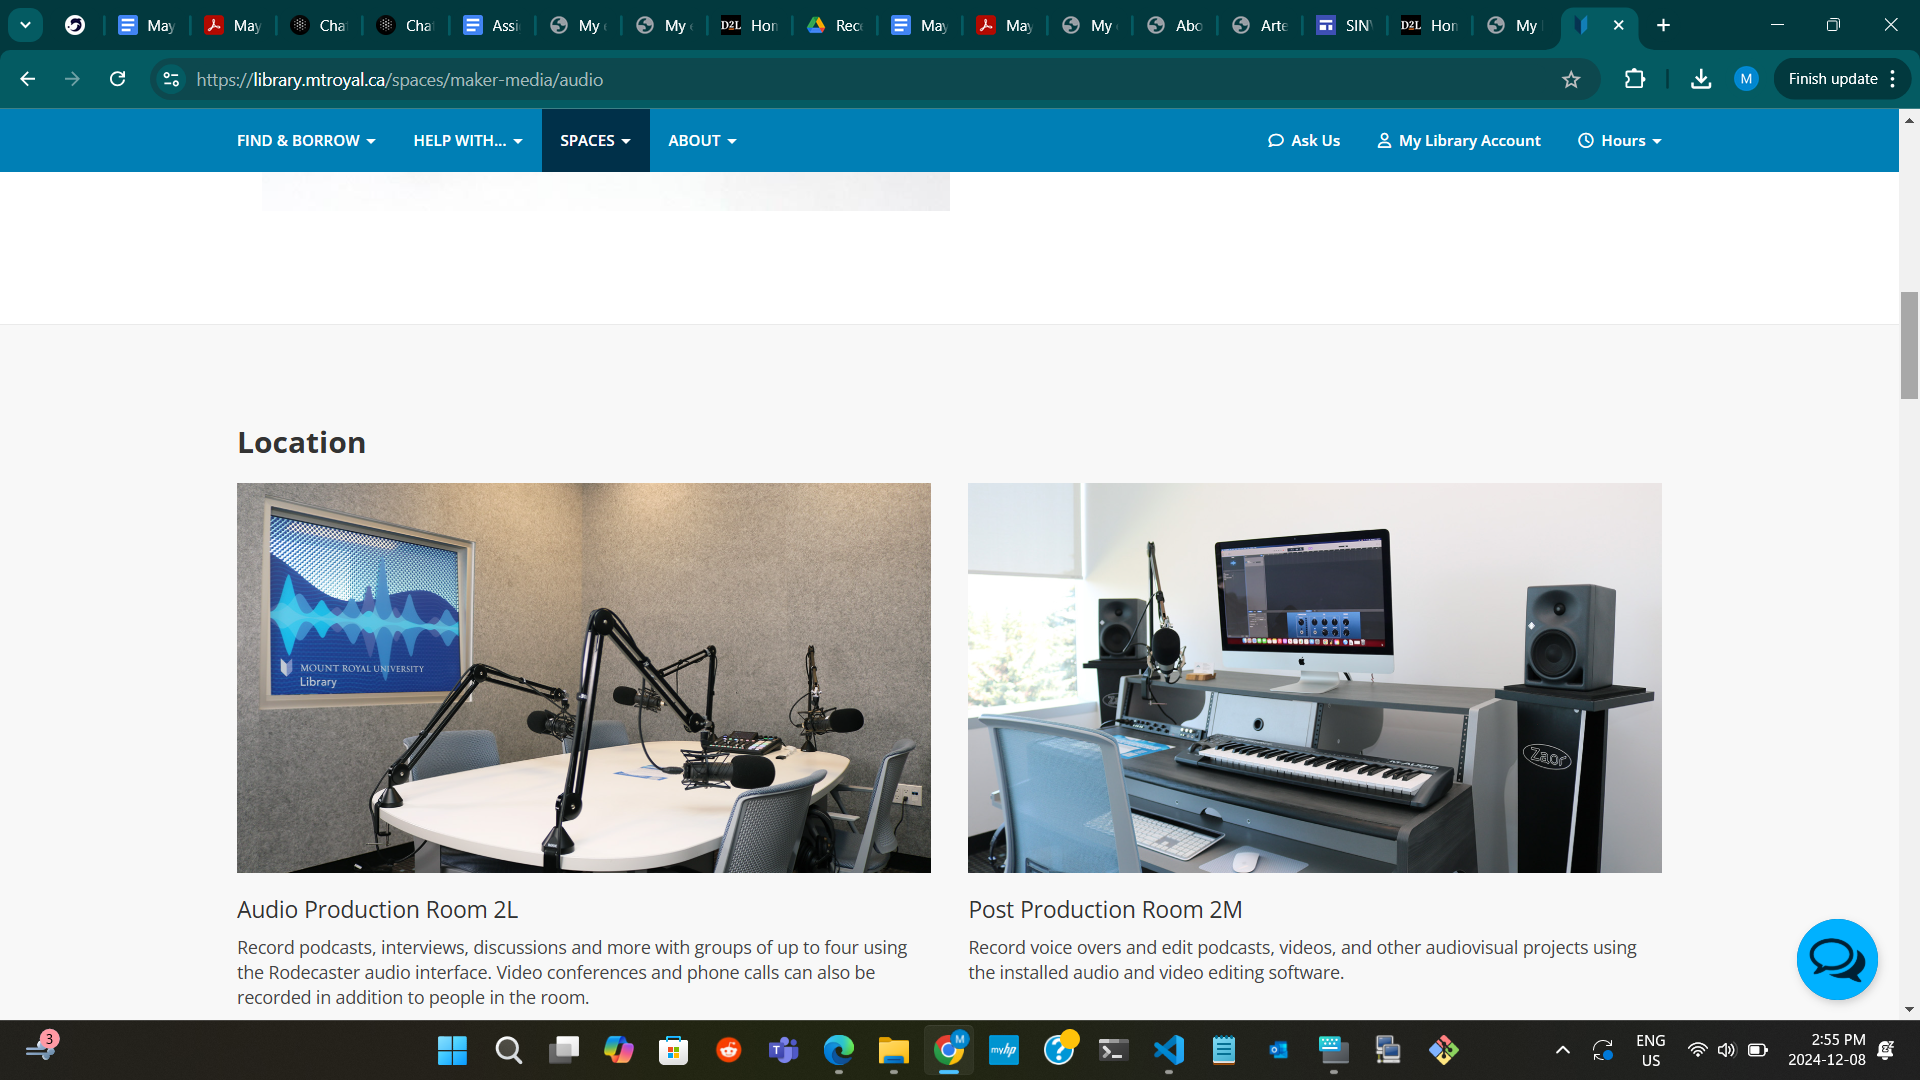 May
May
Cha
Cha
Assi
My
My
Hon
Rec
May
May
My
Abo
Arte
SIN
Hon
My
https://library.mtroyal.ca/spaces/maker-media/audio
M
Finish update
FIND & BORROW
HELP WITH...
SPACES
ABOUT
Ask Us
My Library Account
Hours
Location
MOUNT ROYAL UNIVERSITY
Library
Zaor
M-AUDIO
Audio Production Room 2L
Record podcasts, interviews, discussions and more with groups of up to four using
the Rodecaster audio interface. Video conferences and phone calls can also be
recorded in addition to people in the room.
Post Production Room 2M
Record voice overs and edit podcasts, videos, and other audiovisual projects using
the installed audio and video editing software.
3
ENG
US
2:55 PM
2024-12-08